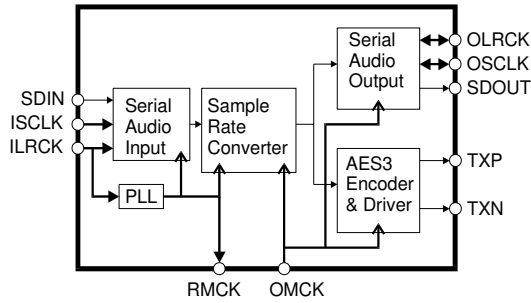 SDIN
ISCLK
ILRCK
Serial
Audio
Input
PLL
Sample
Rate
Converter
Serial
Audio
Output
AES3
Encoder
& Driver
OLRCK
OSCLK
SDOUT
TXP
TXN
RMCK
OMCK